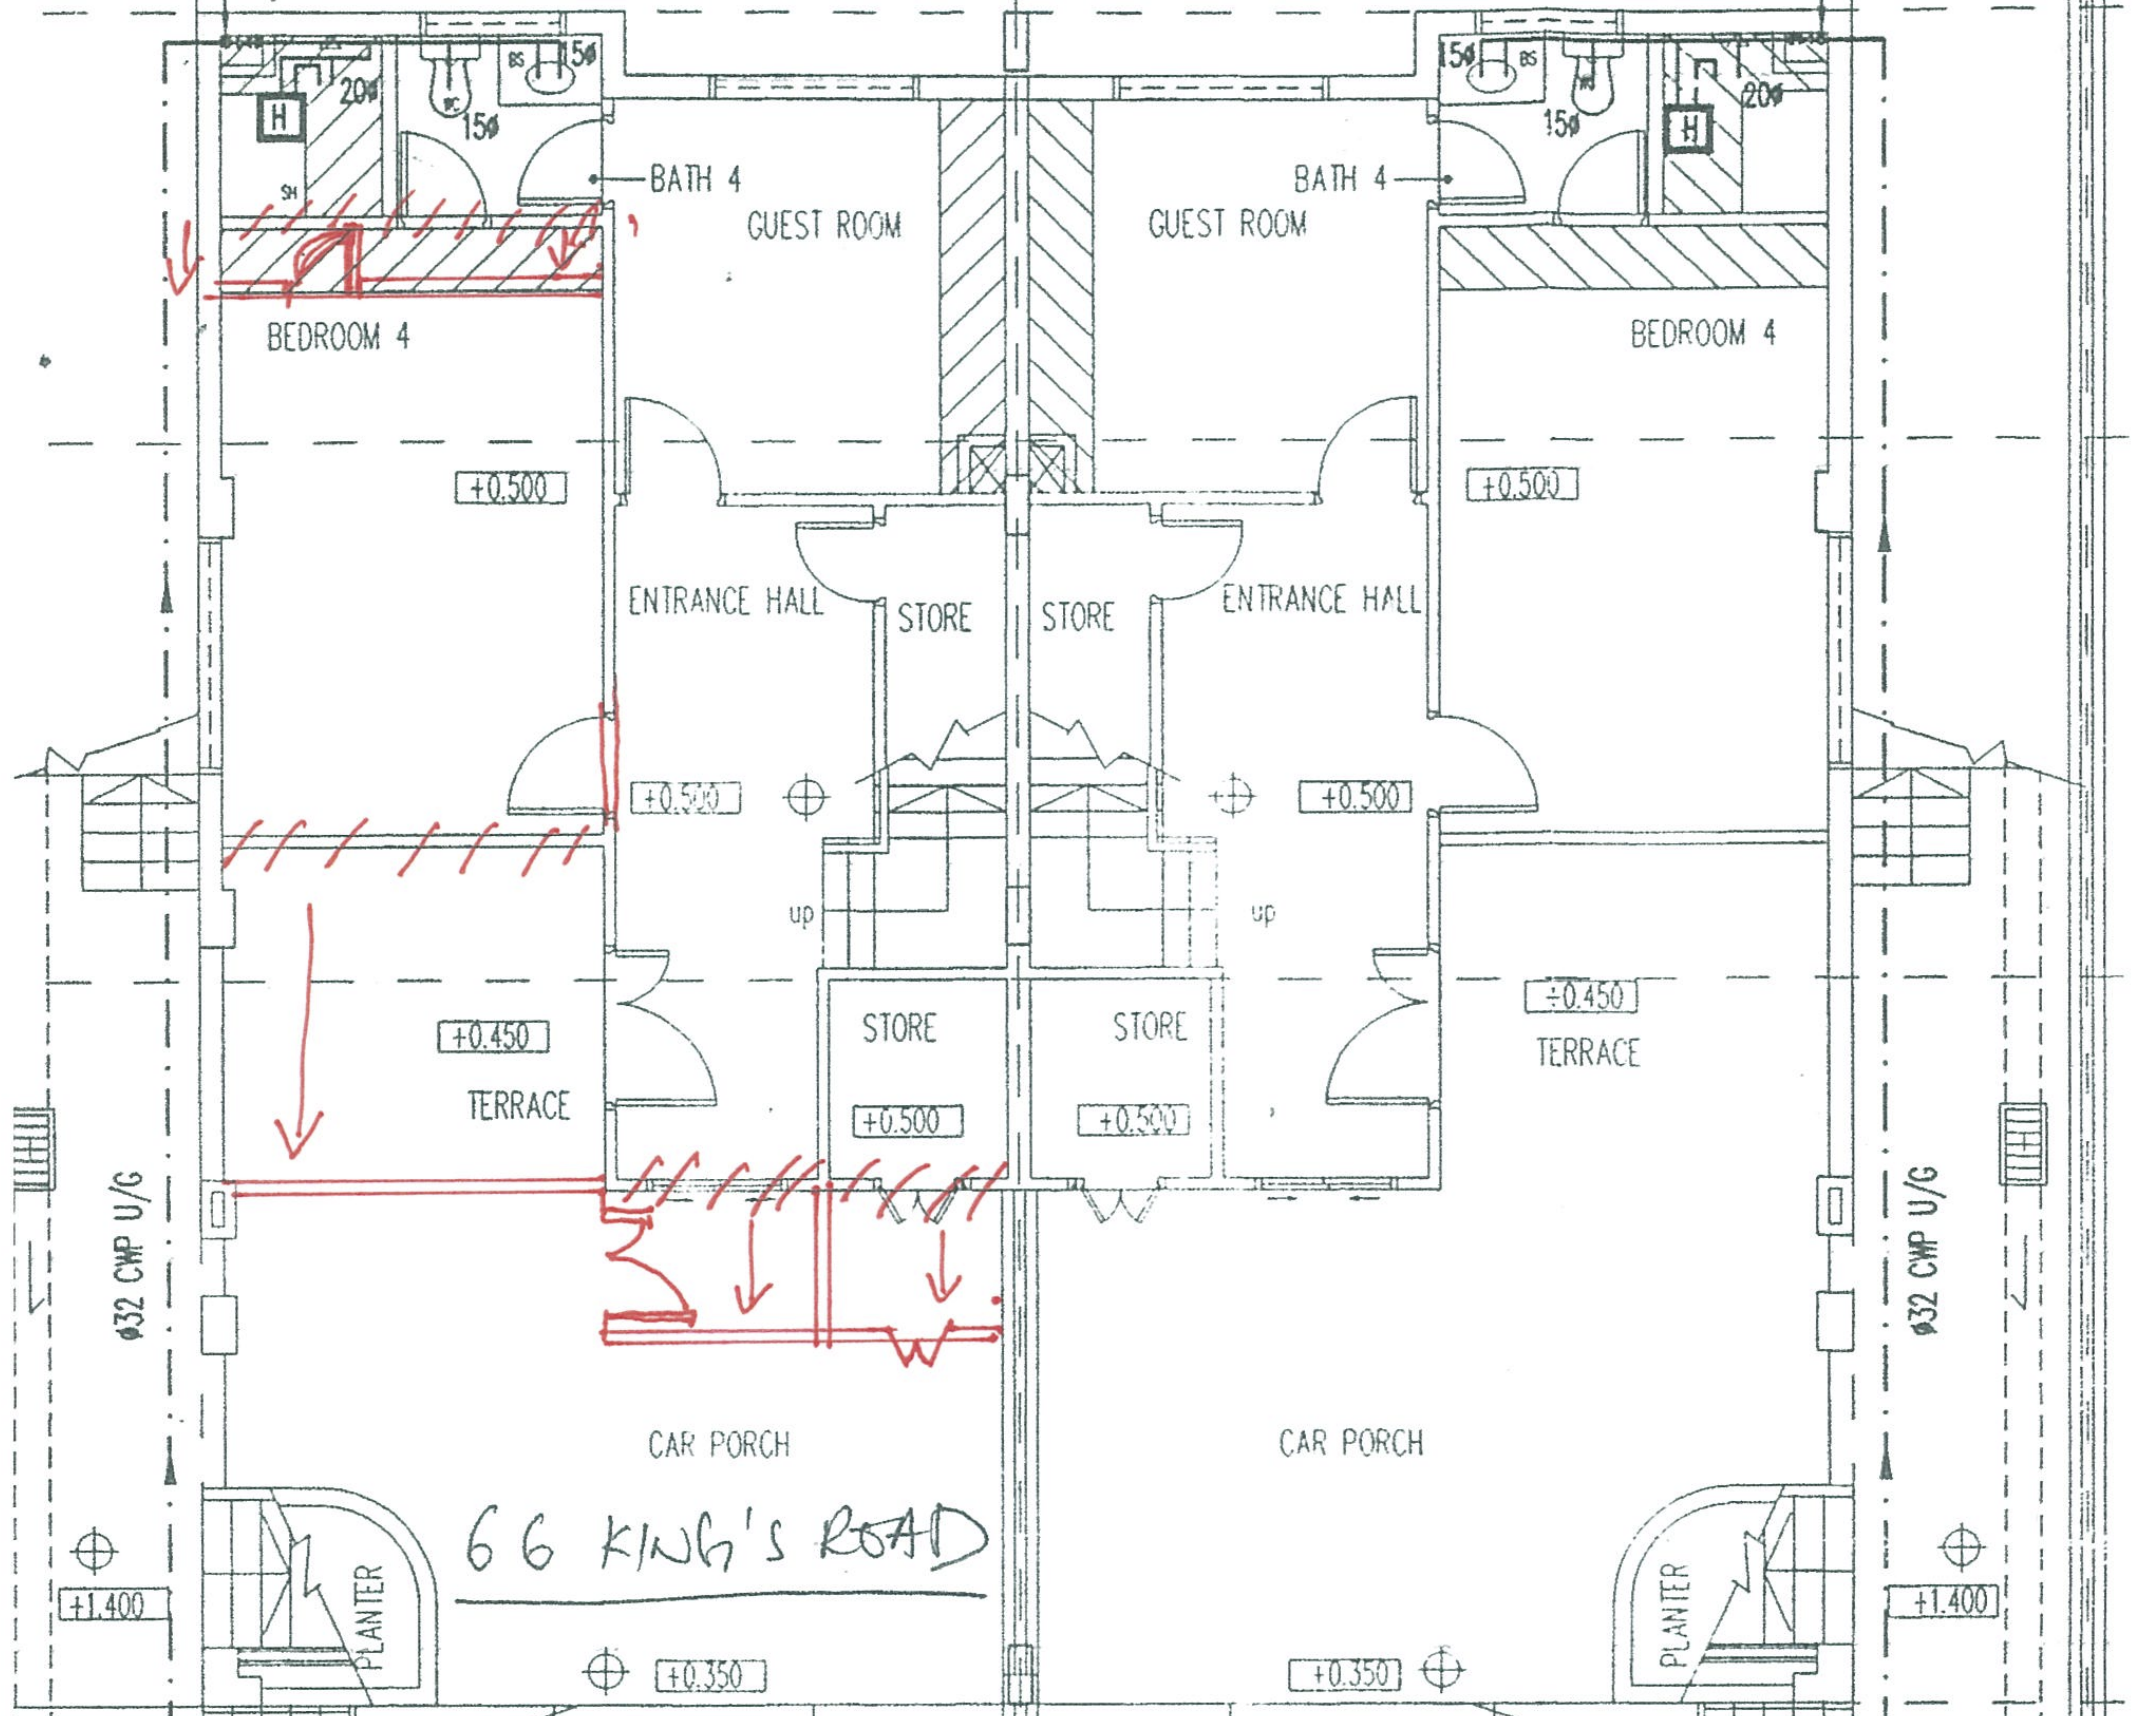 BS 15ø 15ø BS
20ø WC WC 20ø
H 15ø 15ø H
SH
BATH 4 BATH 4
GUEST ROOM GUEST ROOM
BEDROOM 4 BEDROOM 4
+0.500 +0.500
ENTRANCE HALL STORE STORE ENTRANCE HALL
+0.500 +0.500
up up
+0.450 STORE STORE +0.450
TERRACE TERRACE
+0.500 +0.500
ø32 CWP U/G ø32 CWP U/G
CAR PORCH CAR PORCH
66 KING'S ROAD
+1.400 PLANTER PLANTER +1.400
+0.350 +0.350